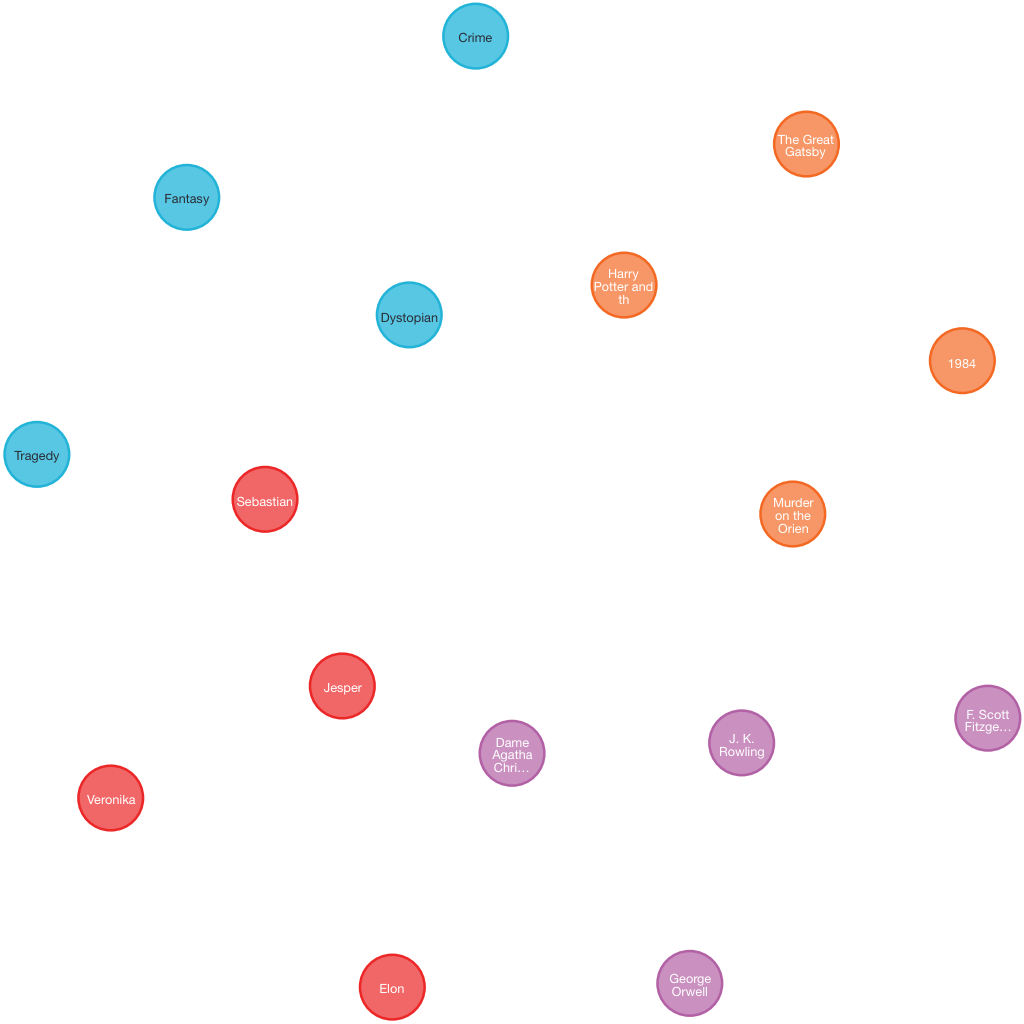 Crime
The Great
Gatsby
Fantasy
Harry
Potter and
th
Dystopian
1984
Tragedy
Sebastian
Murder
on the
Orien
Jesper
Dame
Agatha
Chri...
J. K.
Rowling
F. Scott
Fitzge...
Veronika
Elon
George
Orwell